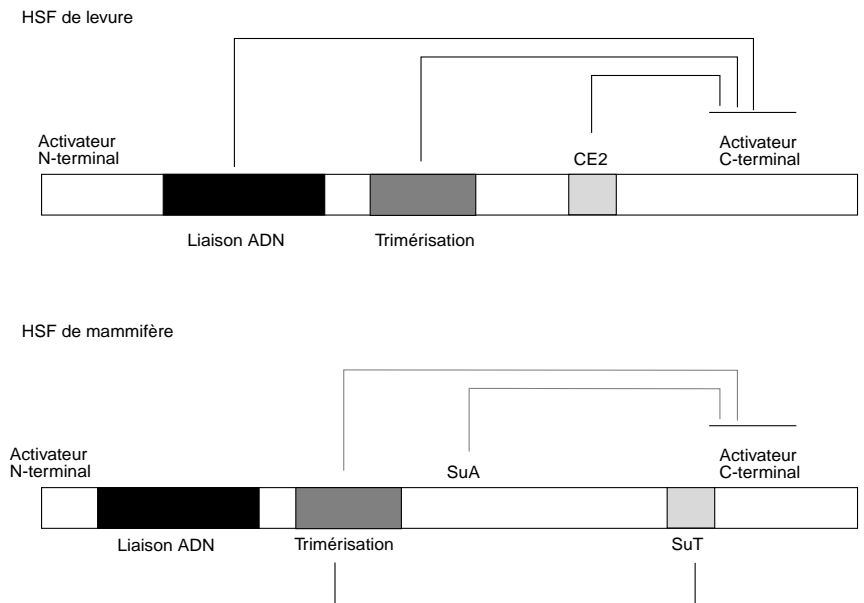 HSF de levure
Activateur
N-terminal
CE2
Activateur
C-terminal
Liaison ADN
Trimérisation
HSF de mammifère
Activateur
N-terminal
SuA
Activateur
C-terminal
Liaison ADN
Trimérisation
SuT